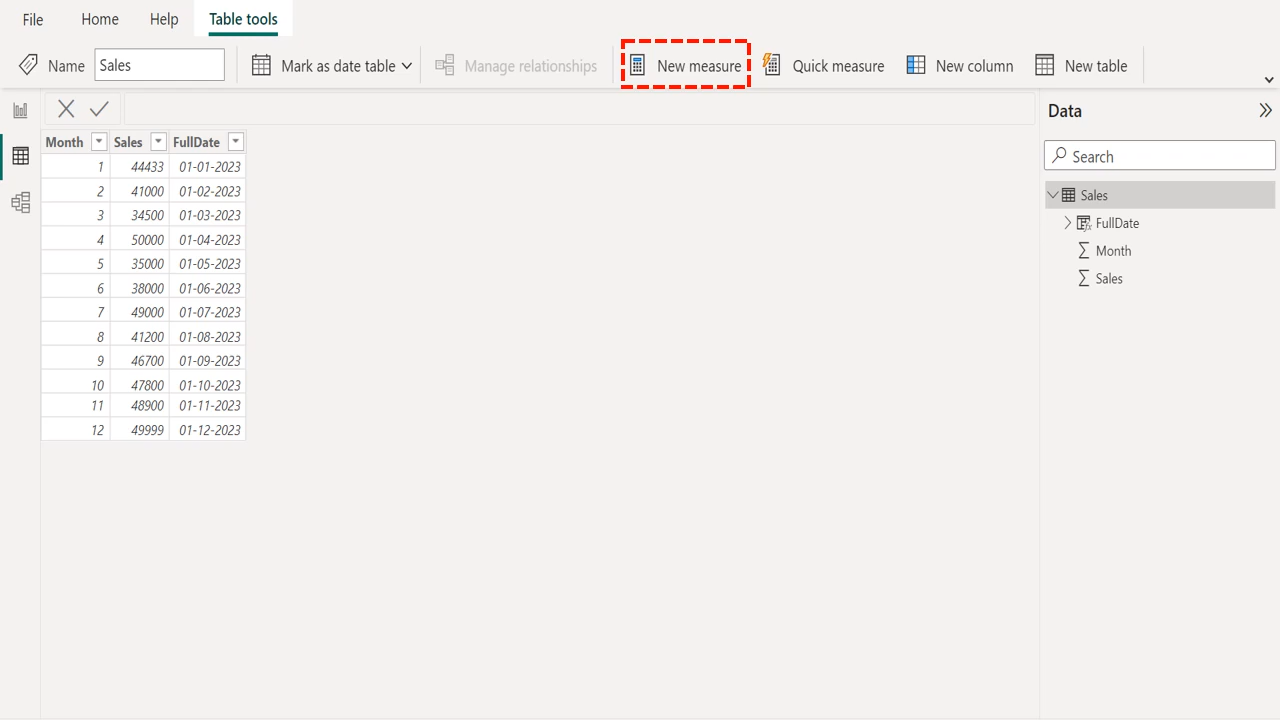 File Home Help Table tools
Name Sales Mark as date table Manage relationships New measure Quick measure New column New table
Data
Search
Month Sales FullDate
1 44433 01-01-2023
2 41000 01-02-2023
3 34500 01-03-2023
4 50000 01-04-2023
5 35000 01-05-2023
6 38000 01-06-2023
7 49000 01-07-2023
8 41200 01-08-2023
9 46700 01-09-2023
10 47800 01-10-2023
11 48900 01-11-2023
12 49999 01-12-2023
Sales
FullDate
Month
Sales